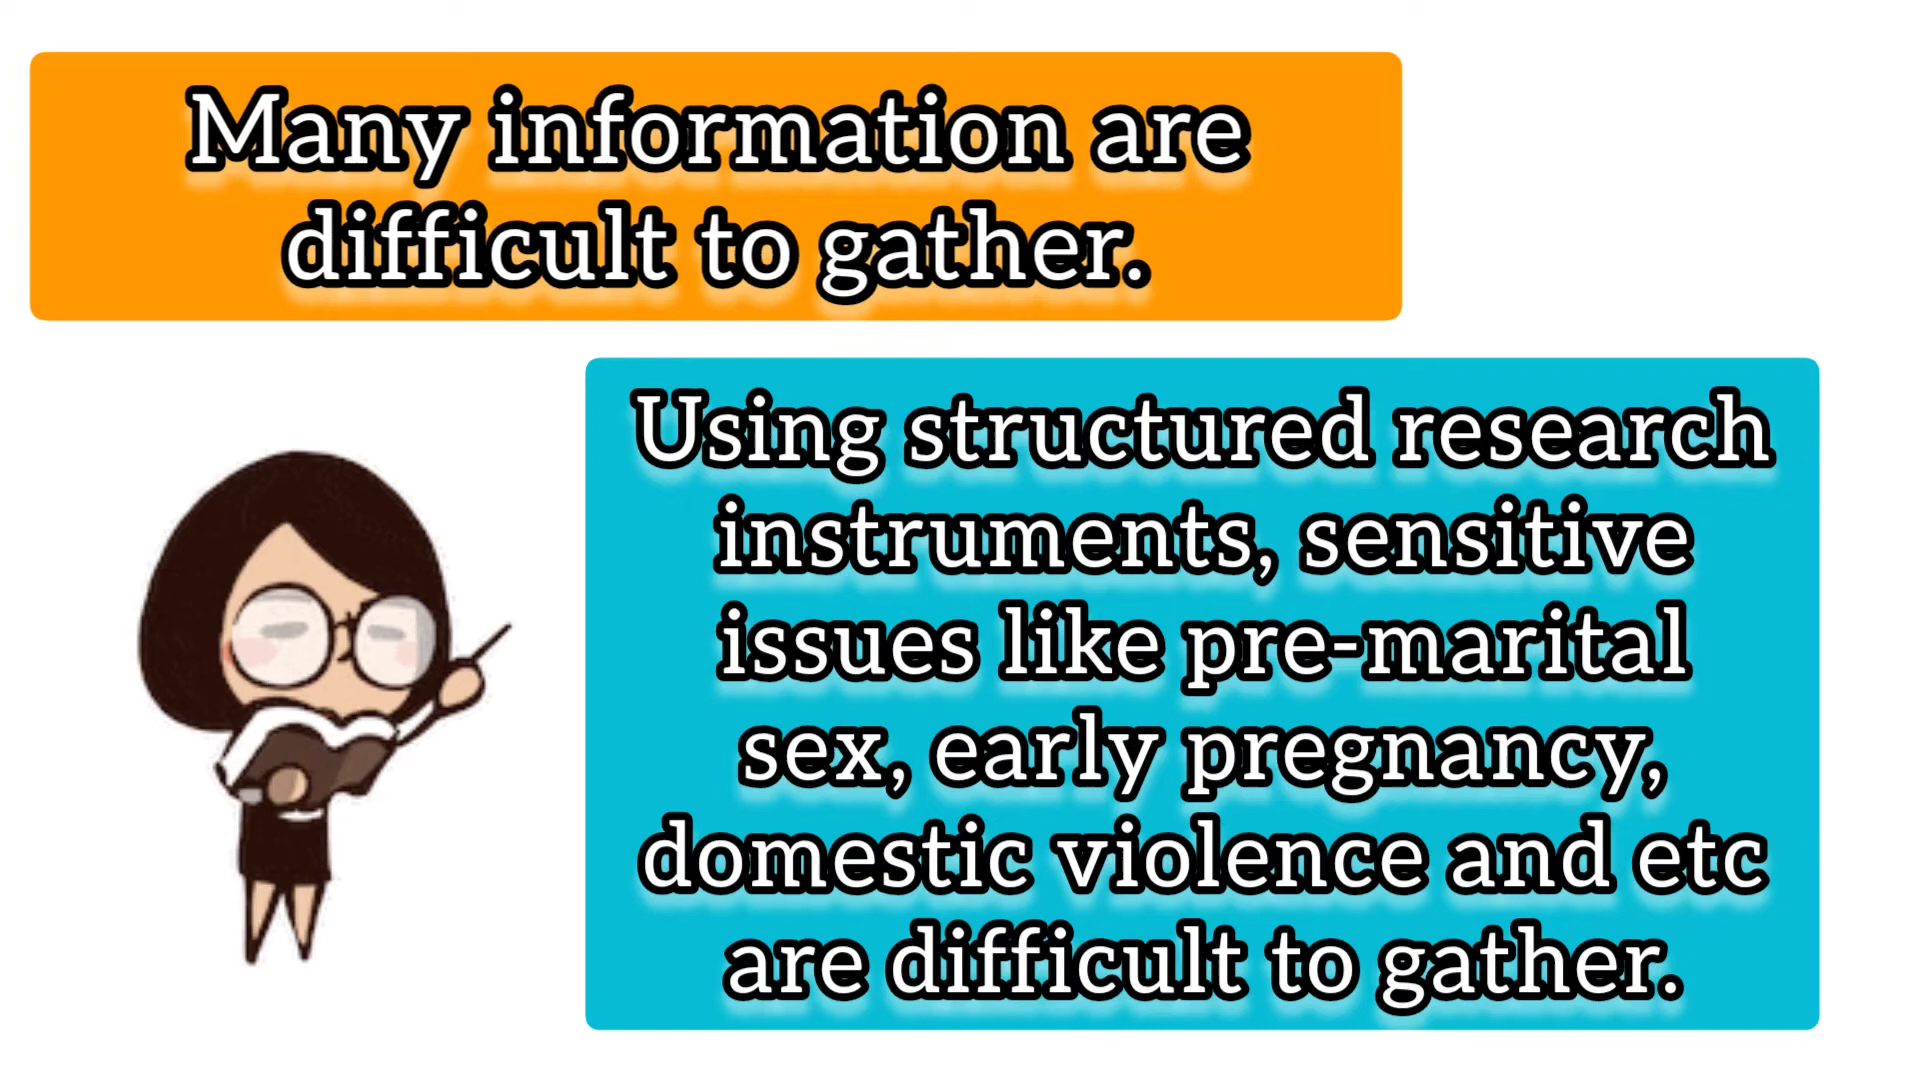 Many information are
difficult to gather.
Using structured research
instruments, sensitive
issues like pre-marital
sex, early pregnancy,
domestic violence and etc
are difficult to gather.